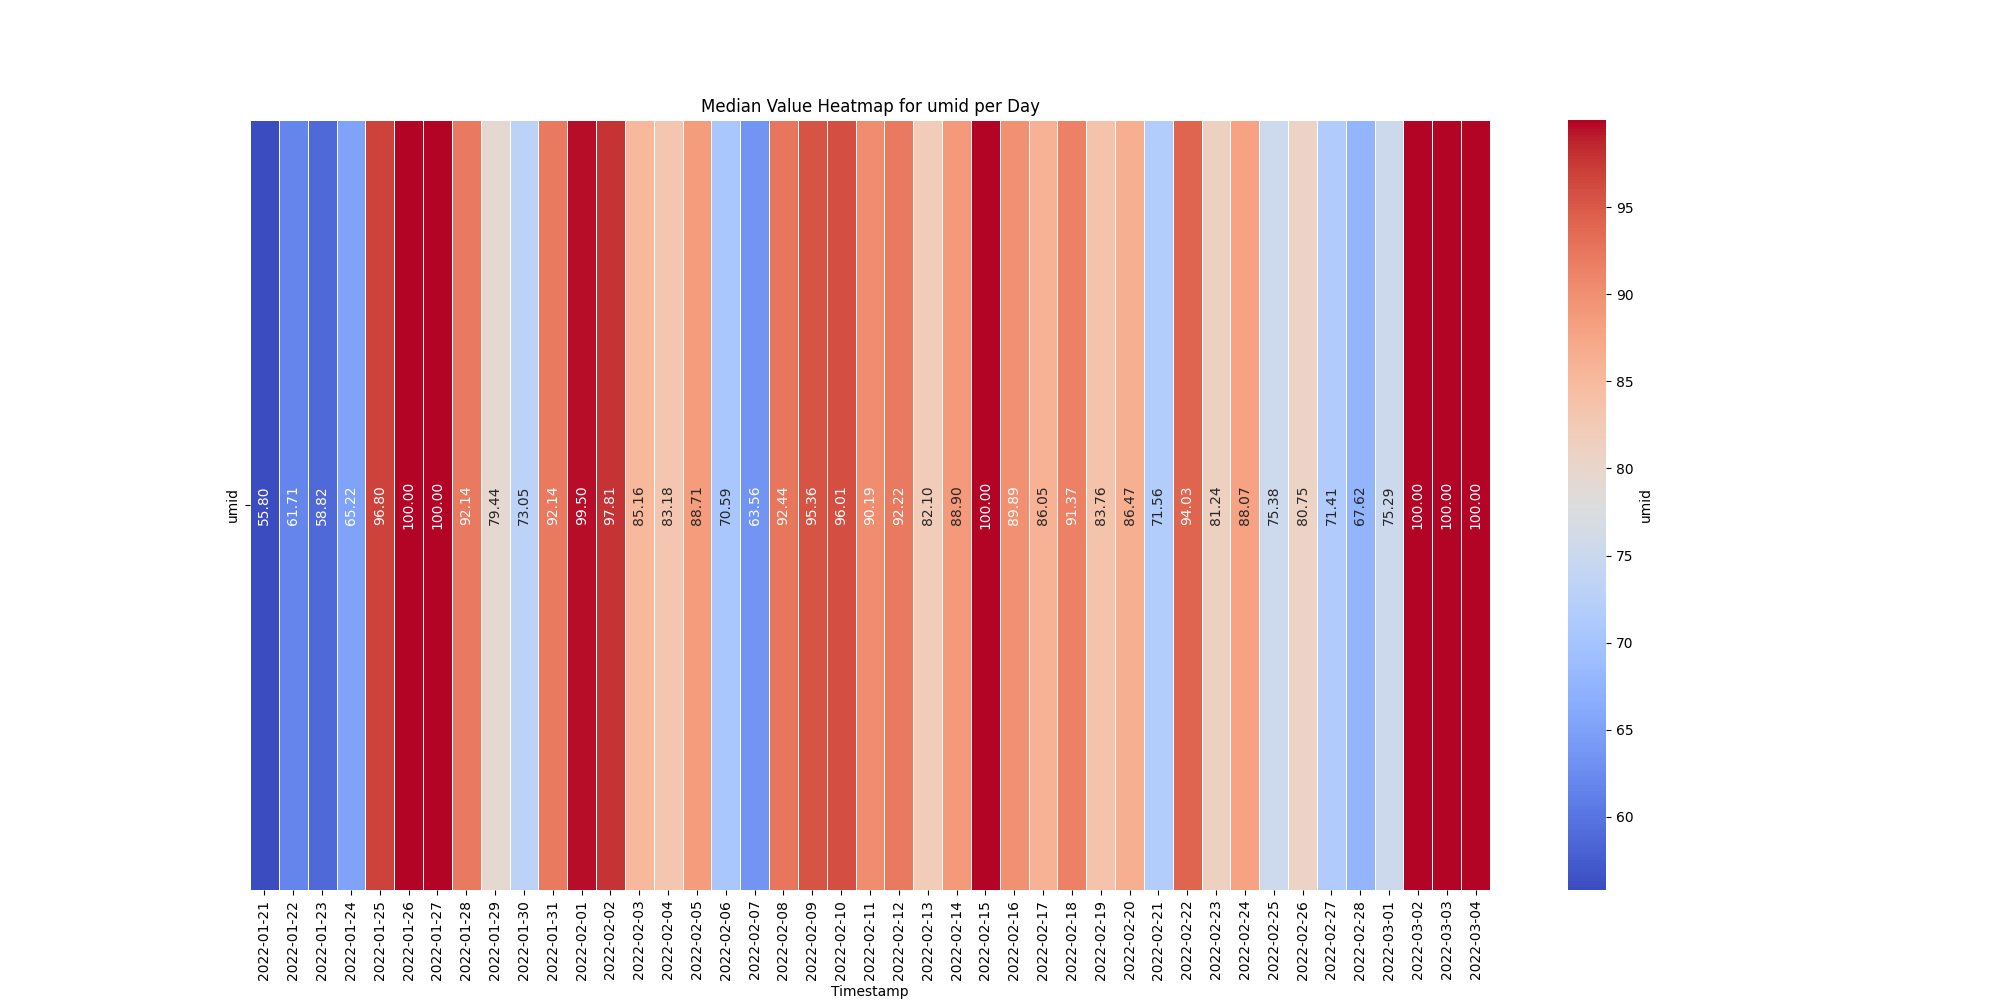 Median Value Heatmap for umid per Day
umid
55.80 61.71 58.82 65.22 96.80 100.00 100.00 92.14 79.44 73.05 92.14 99.50 97.81 85.16 83.18 88.71 70.59 63.56 92.44 95.36 96.01 90.19 92.22 82.10 88.90 100.00 89.89 86.05 91.37 83.76 86.47 71.56 94.03 81.24 88.07 75.38 80.75 71.41 67.62 75.29 100.00 100.00 100.00
2022-01-21 2022-01-22 2022-01-23 2022-01-24 2022-01-25 2022-01-26 2022-01-27 2022-01-28 2022-01-29 2022-01-30 2022-01-31 2022-02-01 2022-02-02 2022-02-03 2022-02-04 2022-02-05 2022-02-06 2022-02-07 2022-02-08 2022-02-09 2022-02-10 2022-02-11 2022-02-12 2022-02-13 2022-02-14 2022-02-15 2022-02-16 2022-02-17 2022-02-18 2022-02-19 2022-02-20 2022-02-21 2022-02-22 2022-02-23 2022-02-24 2022-02-25 2022-02-26 2022-02-27 2022-02-28 2022-03-01 2022-03-02 2022-03-03 2022-03-04
Timestamp
95
90
85
80
75
70
65
60
umid